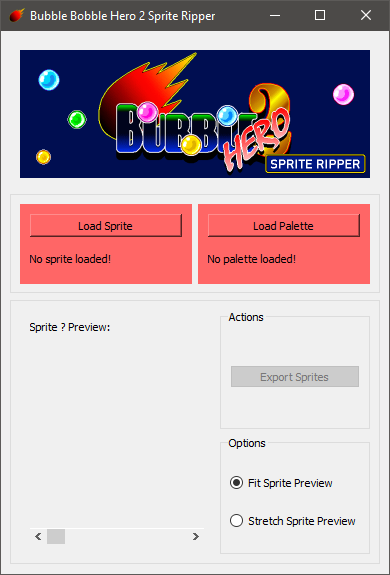 Bubble Bobble Hero 2 Sprite Ripper
BUBBLE
HERO
2
SPRITE RIPPER
Load Sprite
Load Palette
No sprite loaded!
No palette loaded!
Sprite ? Preview:
Actions
Export Sprites
Options
Fit Sprite Preview
Stretch Sprite Preview